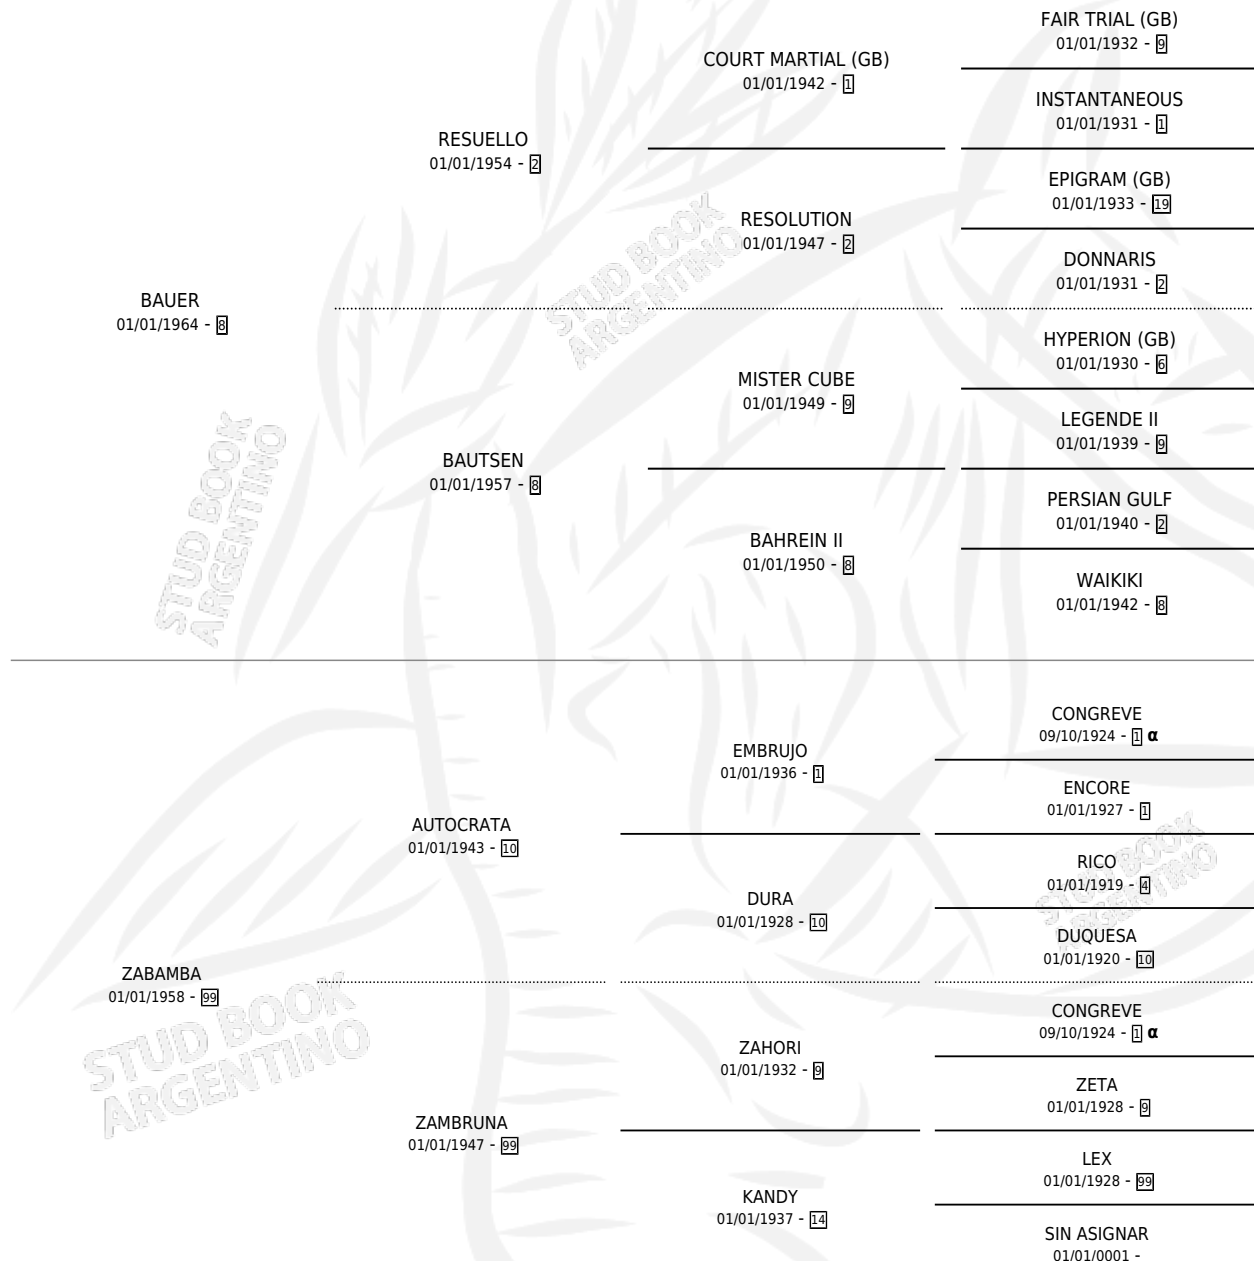 FAIR TRIAL (GB)
01/01/1932 - 9
COURT MARTIAL (GB)
01/01/1942 - 1
INSTANTANEOUS
01/01/1931 - 1
RESUELLO
01/01/1954 - 2
EPIGRAM (GB)
01/01/1933 - 19
RESOLUTION
01/01/1947 - 2
DONNARIS
01/01/1931 - 2
BAUER
01/01/1964 - 8
HYPERION (GB)
01/01/1930 - 6
MISTER CUBE
01/01/1949 - 9
LEGENDE II
01/01/1939 - 9
BAUTSEN
01/01/1957 - 8
PERSIAN GULF
01/01/1940 - 2
BAHREIN II
01/01/1950 - 8
WAIKIKI
01/01/1942 - 8
CONGREVE
09/10/1924 - 1 α
EMBRUJO
01/01/1936 - 1
ENCORE
01/01/1927 - 1
AUTOCRATA
01/01/1943 - 10
RICO
01/01/1919 - 4
DURA
01/01/1928 - 10
DUQUESA
01/01/1920 - 10
ZABAMBA
01/01/1958 - 99
CONGREVE
09/10/1924 - 1 α
ZAHORI
01/01/1932 - 9
ZETA
01/01/1928 - 9
ZAMBRUNA
01/01/1947 - 99
LEX
01/01/1928 - 99
KANDY
01/01/1937 - 14
SIN ASIGNAR
01/01/0001 -
STUD BOOK
ARGENTINO
STUD BOOK
ARGENTINO
STUD BOOK
ARGENTINO
STUD BOOK
ARGENTINO